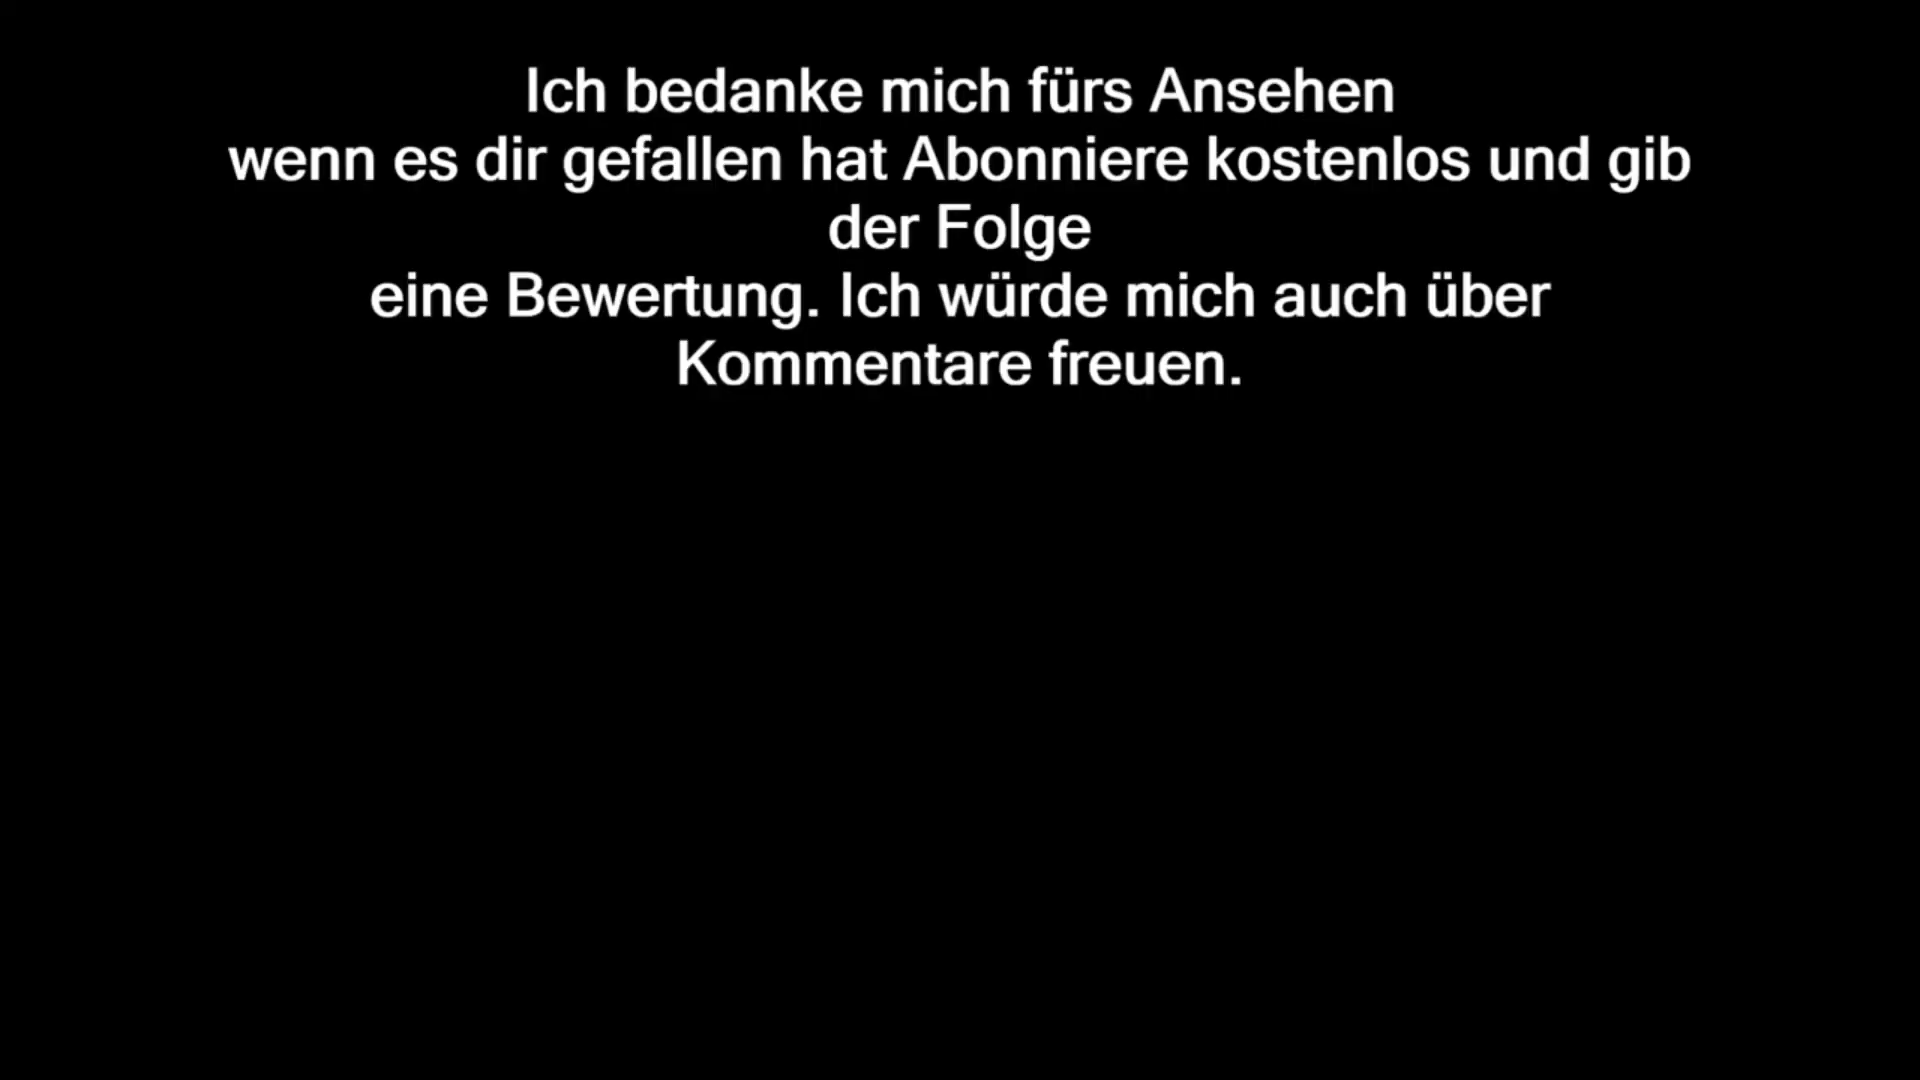 Ich bedanke mich fürs Ansehen
wenn es dir gefallen hat Abonniere kostenlos und gib
der Folge
eine Bewertung. Ich würde mich auch über
Kommentare freuen.